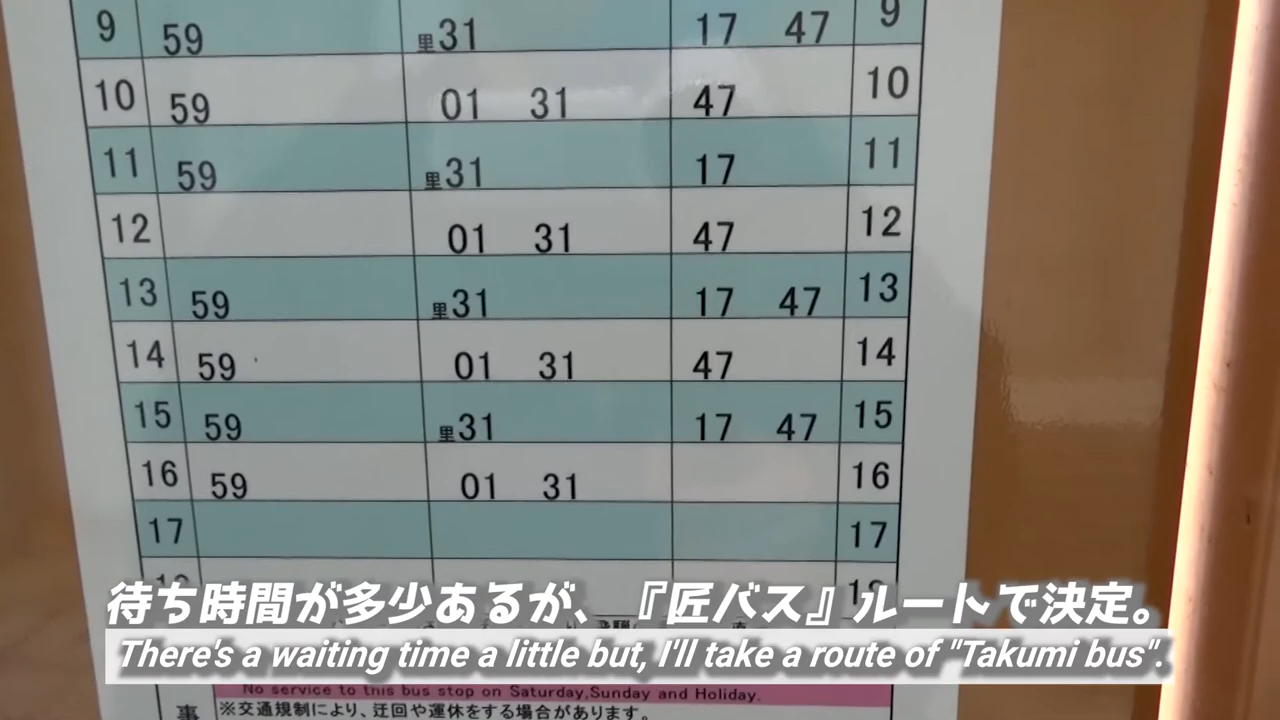 9 59 里31 17 47 9
10 59 01 31 47 10
11 59 里31 17 11
12 01 31 47 12
13 59 里31 17 47 13
14 59 01 31 47 14
15 59 里31 17 47 15
16 59 01 31 16
17 17
待ち時間が多少あるが、『匠バス』ルートで決定。
There's a waiting time a little but, I'll take a route of "Takumi bus".
No service to this bus stop on Saturday,Sunday and Holiday.
事 ※交通規制により、迂回や運休をする場合があります。